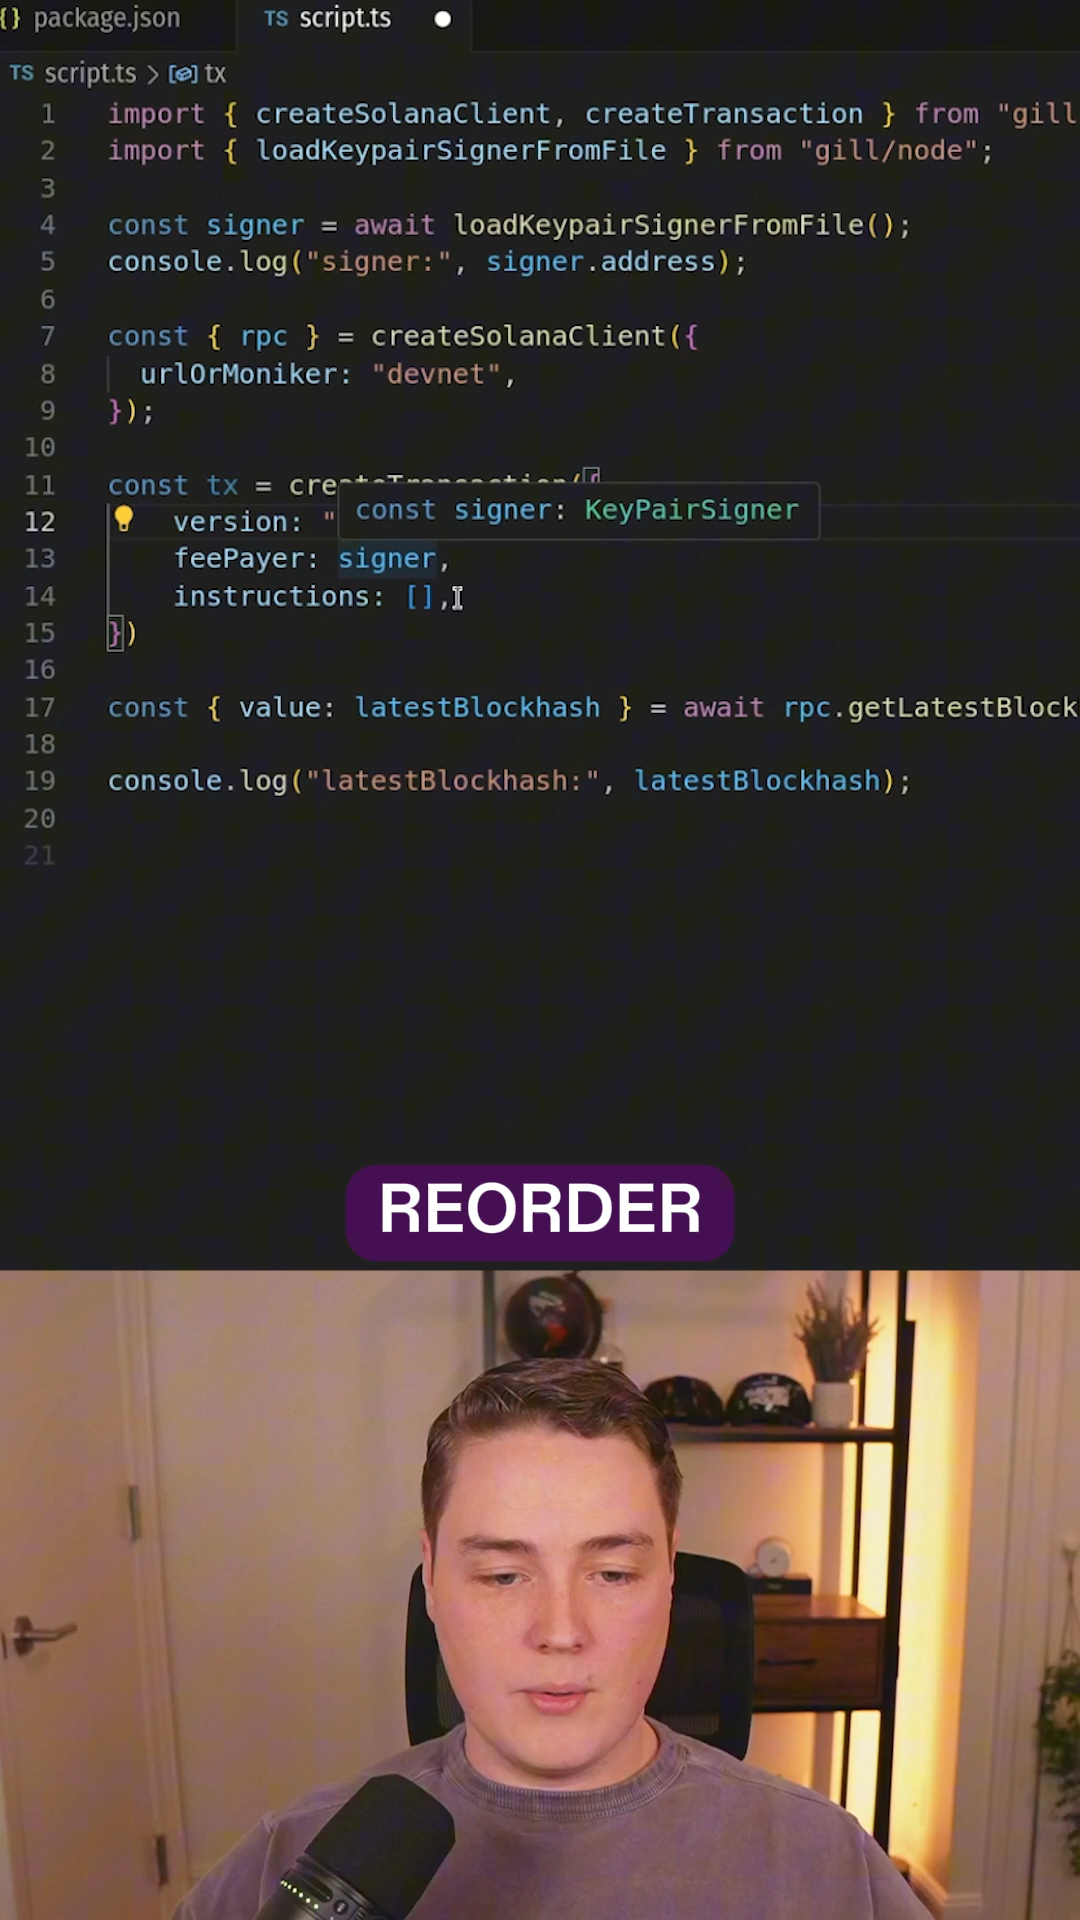 {} package.json
TS script.ts
TS script.ts > tx
1 import { createSolanaClient, createTransaction } from "gill
2 import { loadKeypairSignerFromFile } from "gill/node";
3
4 const signer = await loadKeypairSignerFromFile();
5 console.log("signer:", signer.address);
6
7 const { rpc } = createSolanaClient({
8 urlOrMoniker: "devnet",
9 });
10
11 const tx = createTransaction({
const signer: KeyPairSigner
12 version: "
13 feePayer: signer,
14 instructions: [],
15 })
16
17 const { value: latestBlockhash } = await rpc.getLatestBlock
18
19 console.log("latestBlockhash:", latestBlockhash);
20
21
REORDER